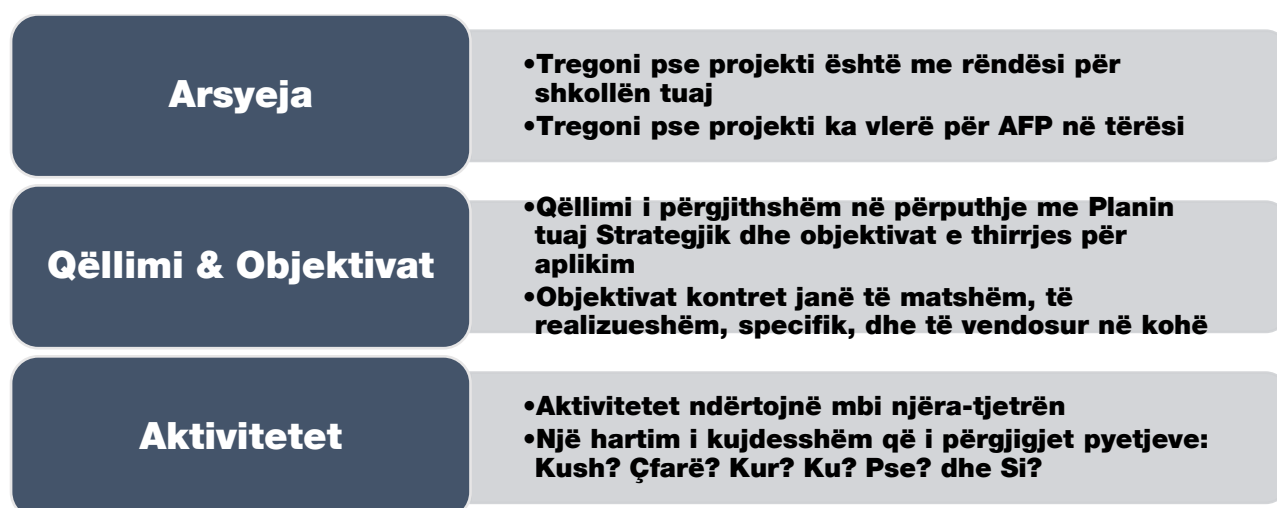 Arsyeja
•Tregoni pse projekti është me rëndësi për
shkollën tuaj
•Tregoni pse projekti ka vlerë për AFP në tërësi
Qëllimi & Objektivat
•Qëllimi i përgjithshëm në përputhje me Planin
tuaj Strategjik dhe objektivat e thirrjes për
aplikim
•Objektivat kontret janë të matshëm, të
realizueshëm, specifik, dhe të vendosur në kohë
Aktivitetet
•Aktivitetet ndërtojnë mbi njëra-tjetrën
•Një hartim i kujdesshëm që i përgjigjet pyetjeve:
Kush? Çfarë? Kur? Ku? Pse? dhe Si?